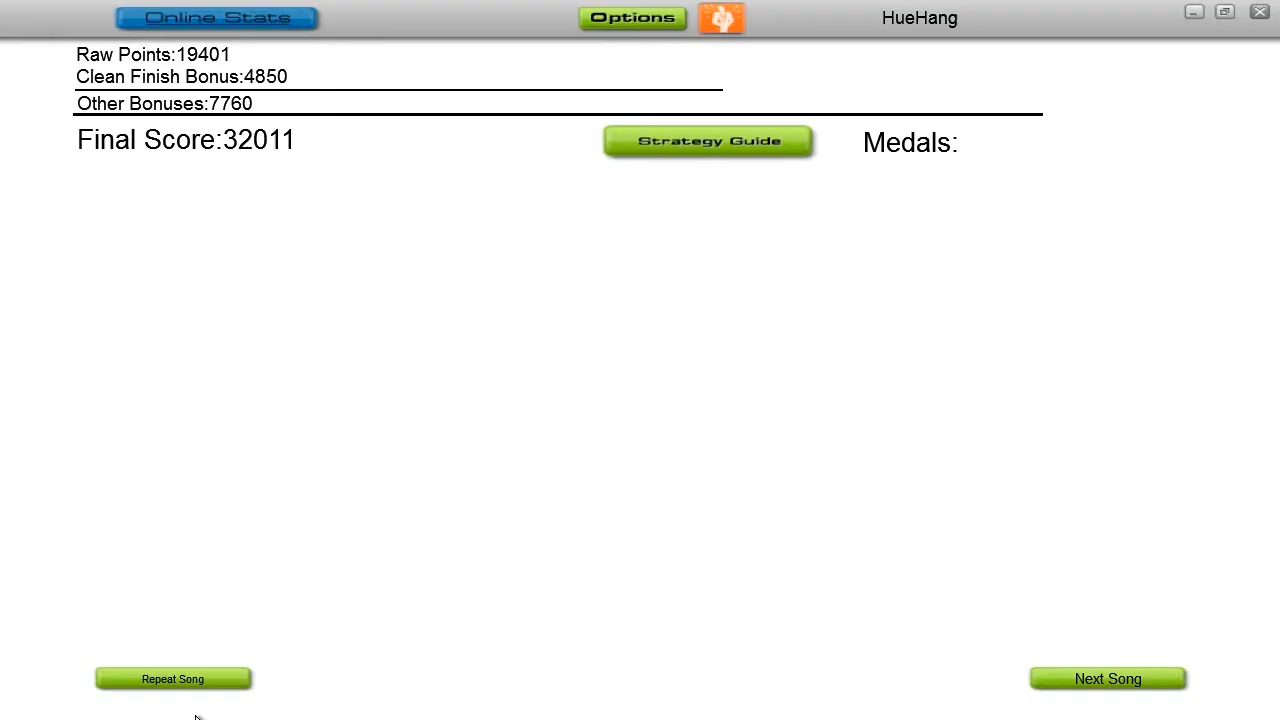 Online Stats
Options
HueHang
Raw Points:19401
Clean Finish Bonus:4850
Other Bonuses:7760
Final Score:32011
Strategy Guide
Medals:
Repeat Song
Next Song